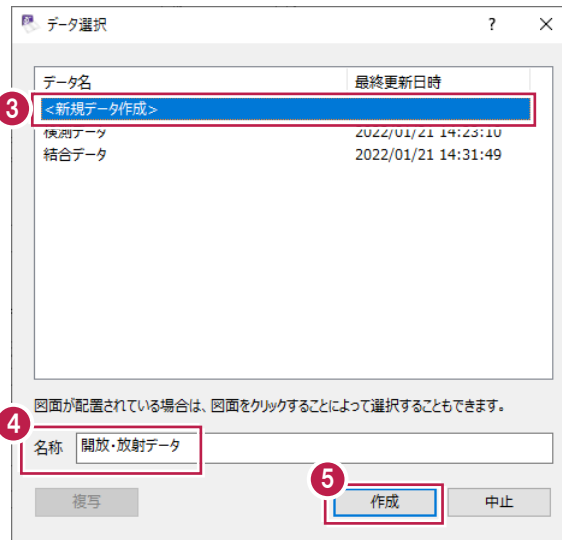 データ選択 ? ×
データ名 最終更新日時
3 <新規データ作成>
検測データ 2022/01/21 14:23:10
結合データ 2022/01/21 14:31:49
図面が配置されている場合は、図面をクリックすることによって選択することもできます。
4
名称 開放・放射データ
5
複写 作成 中止